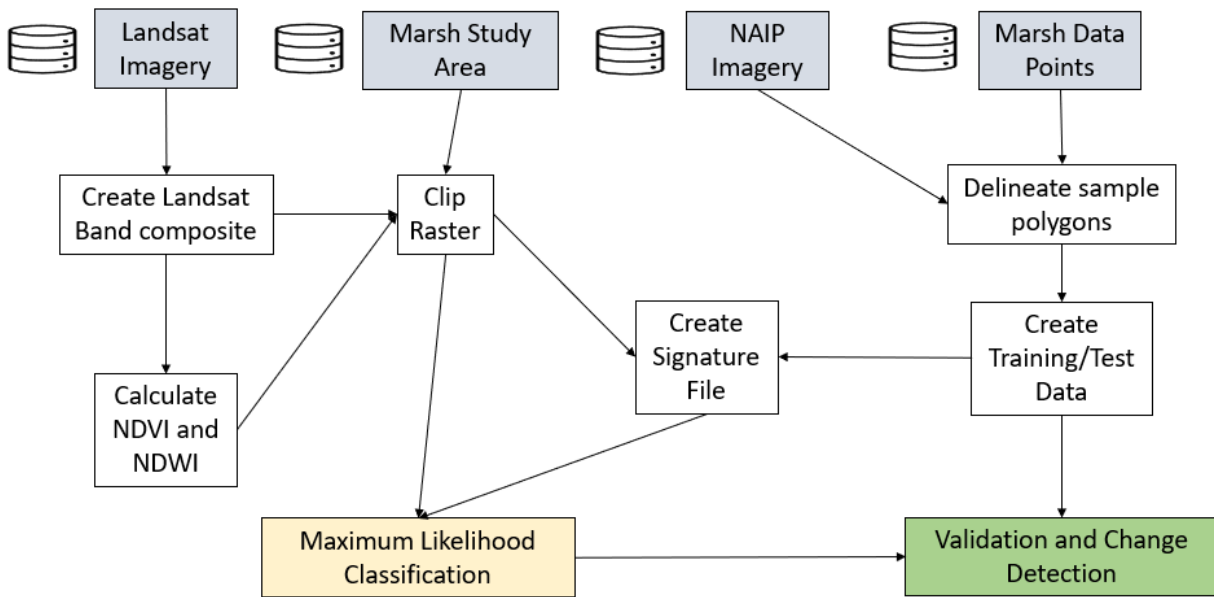 Landsat
Imagery
Marsh Study
Area
NAIP
Imagery
Marsh Data
Points
Create Landsat
Band composite
Clip
Raster
Delineate sample
polygons
Calculate
NDVI and
NDWI
Create
Signature
File
Create
Training/Test
Data
Maximum Likelihood
Classification
Validation and Change
Detection